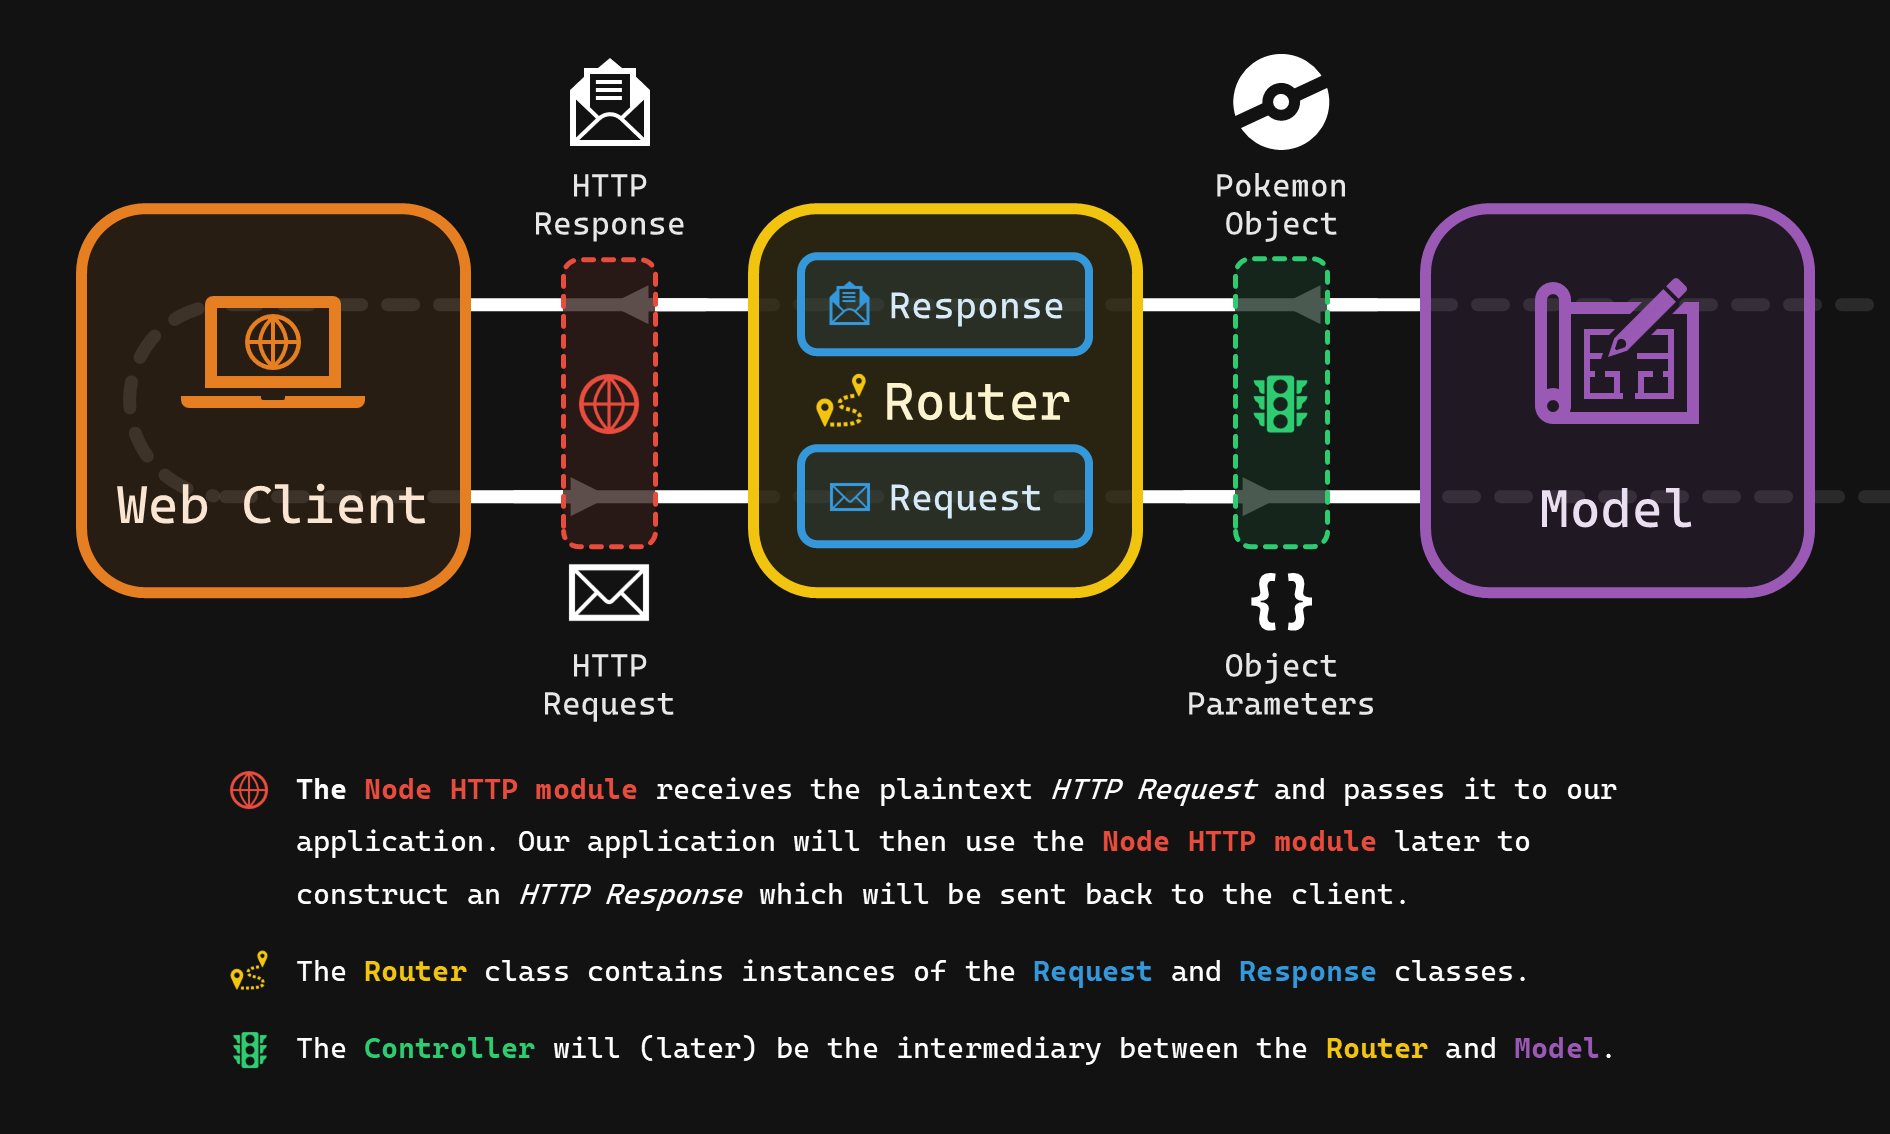 HTTP
Response
Pokemon
Object
Response
Router
Request
Web Client
Model
HTTP
Request
{}
Object
Parameters
The Node HTTP module receives the plaintext HTTP Request and passes it to our
application. Our application will then use the Node HTTP module later to
construct an HTTP Response which will be sent back to the client.
The Router class contains instances of the Request and Response classes.
The Controller will (later) be the intermediary between the Router and Model.